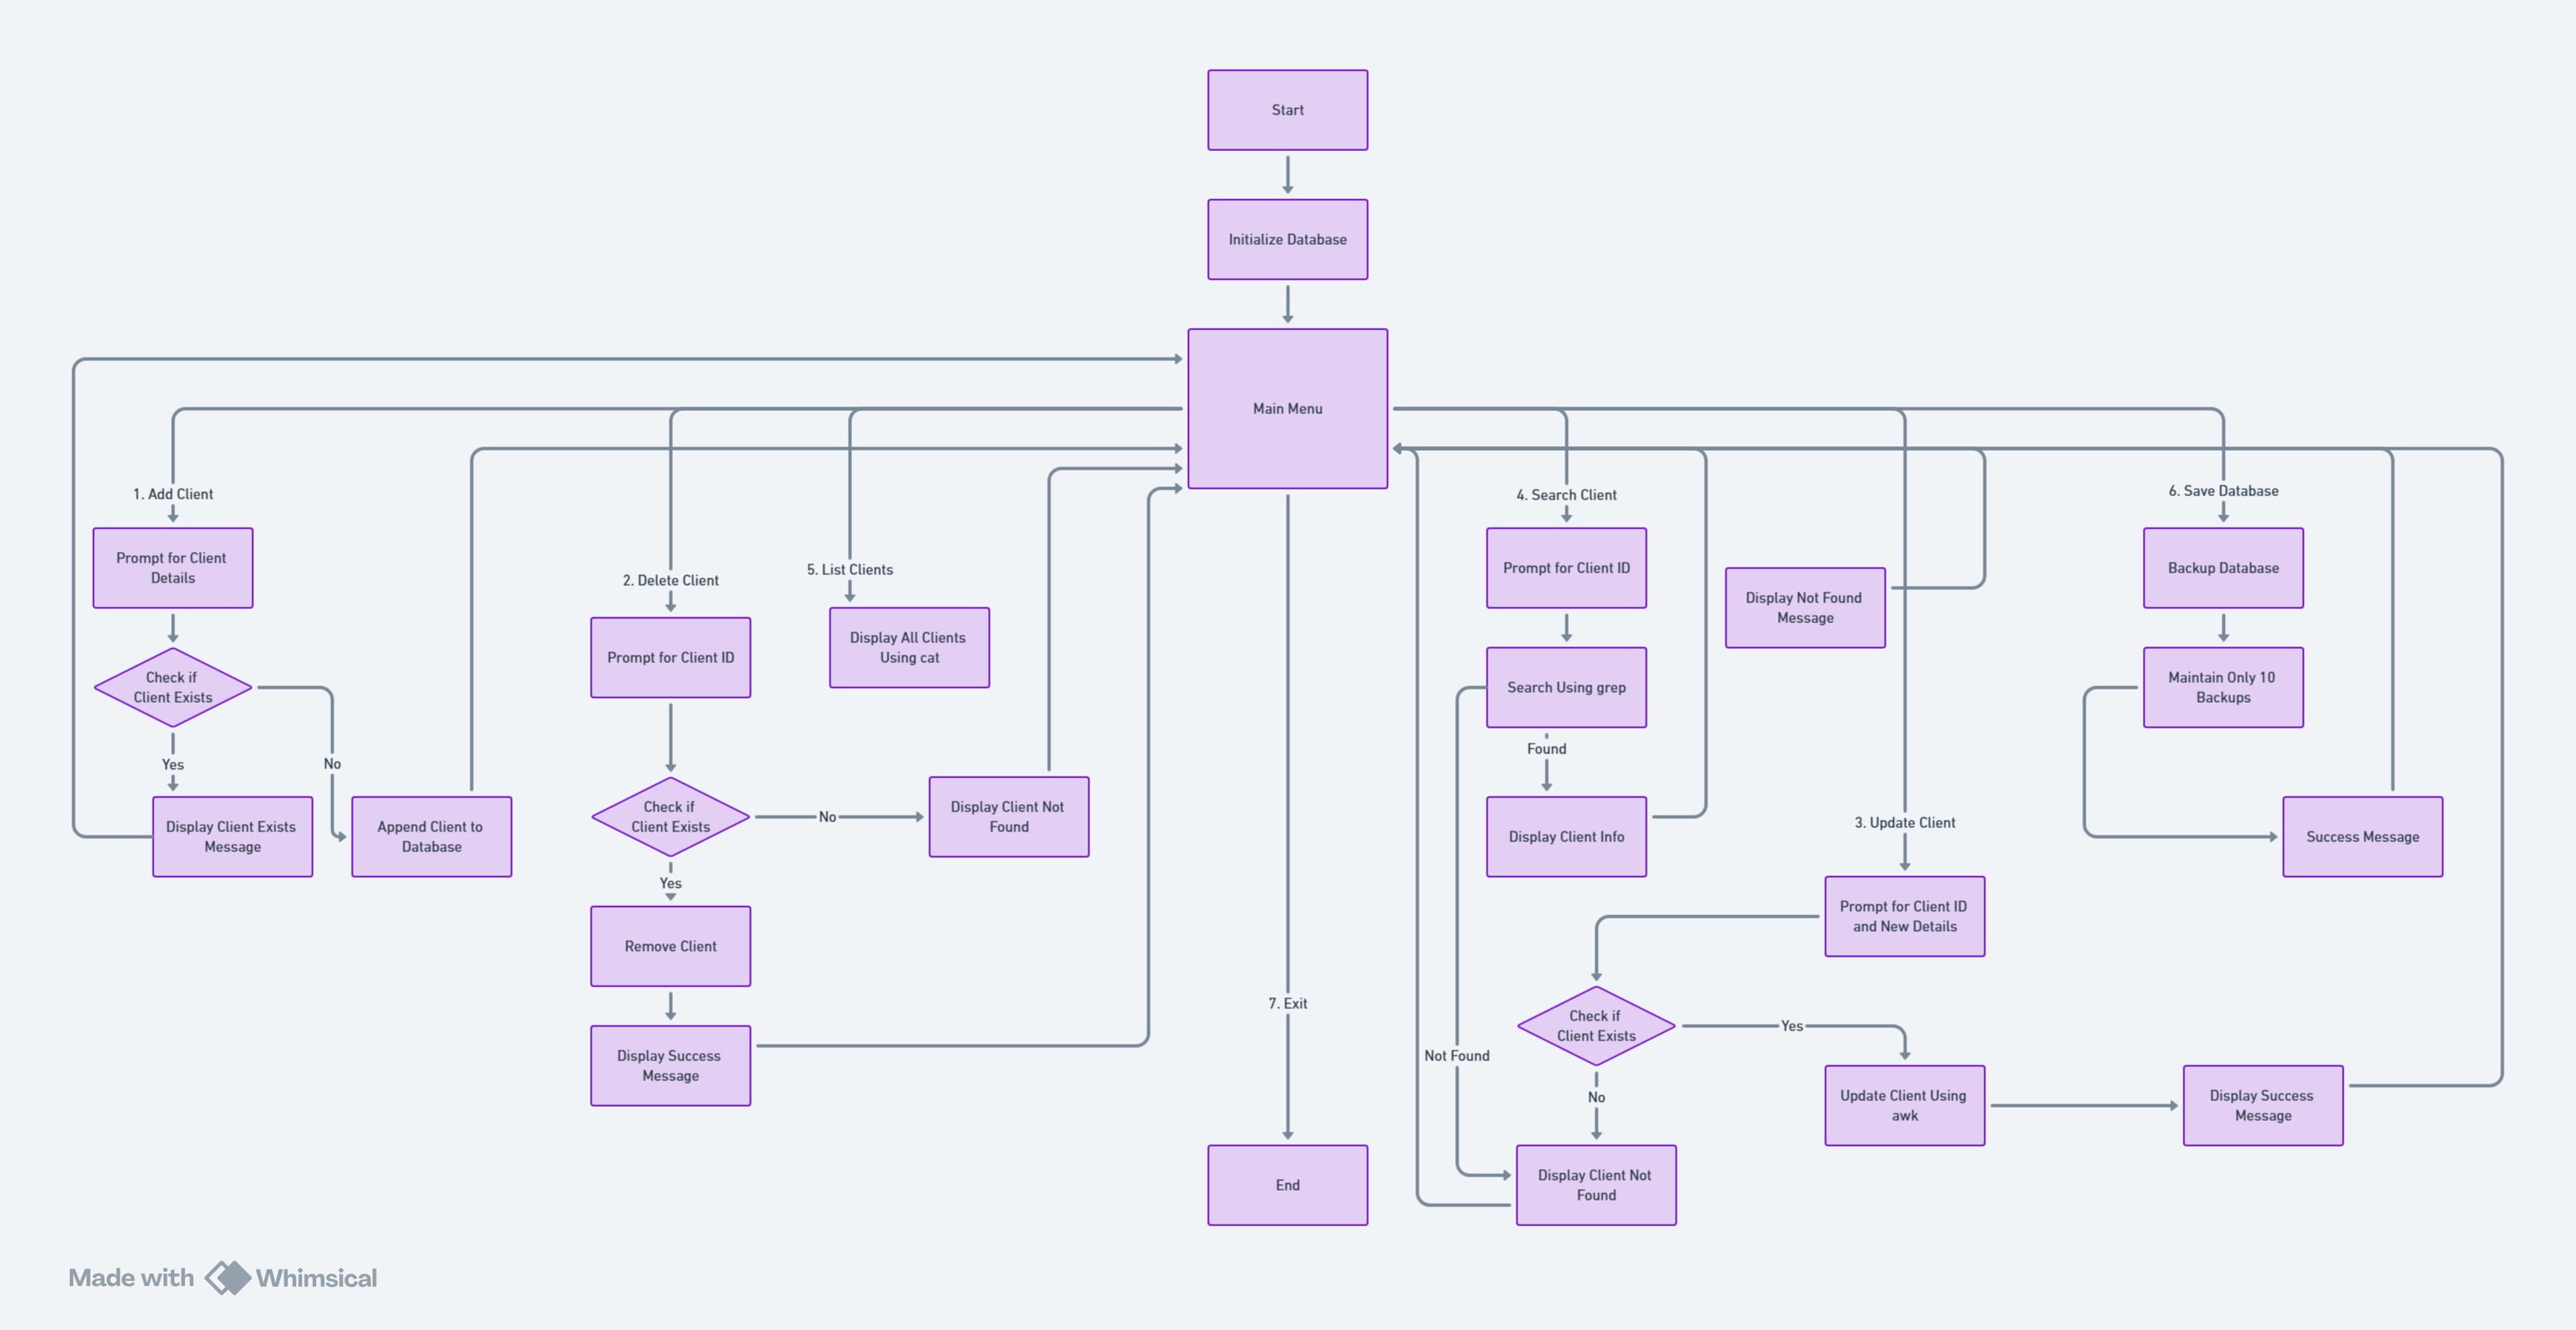 Start
Initialize Database
Main Menu
1. Add Client
Prompt for Client
Details
Check if
Client Exists
Yes
No
Display Client Exists
Message
Append Client to
Database
2. Delete Client
Prompt for Client ID
Check if
Client Exists
No
Display Client Not
Found
Yes
Remove Client
Display Success
Message
5. List Clients
Display All Clients
Using cat
7. Exit
End
4. Search Client
Prompt for Client ID
Search Using grep
Found
Display Client Info
Not Found
Display Not Found
Message
3. Update Client
Prompt for Client ID
and New Details
Check if
Client Exists
Yes
No
Display Client Not
Found
Update Client Using
awk
Display Success
Message
6. Save Database
Backup Database
Maintain Only 10
Backups
Success Message
Made with Whimsical